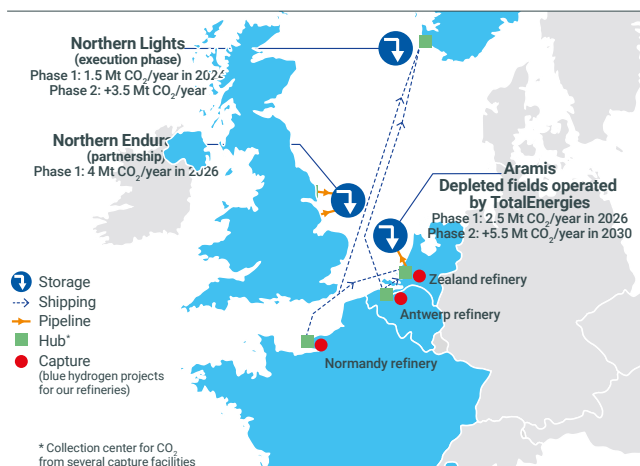 Northern Lights
(execution phase)
Phase 1: 1.5 Mt CO2/year in 2024
Phase 2: +3.5 Mt CO2/year
Northern Endura
(partnership)
Phase 1: 4 Mt CO2/year in 2026
Aramis
Depleted fields operated
by TotalEnergies
Phase 1: 2.5 Mt CO2/year in 2026
Phase 2: +5.5 Mt CO2/year in 2030
Zealand refinery
Antwerp refinery
Normandy refinery
Storage
Shipping
Pipeline
Hub*
Capture
(blue hydrogen projects
for our refineries)
* Collection center for CO2
from several capture facilities